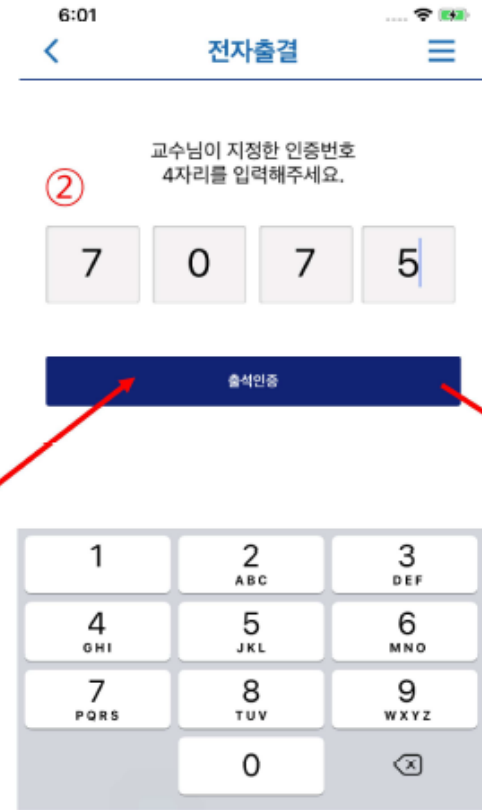 6:01
전자출결
교수님이 지정한 인증번호
4자리를 입력해주세요.
②
7 0 7 5
출석인증
1 2 3
ABC DEF
4 5 6
GHI JKL MNO
7 8 9
PQRS TUV WXYZ
0